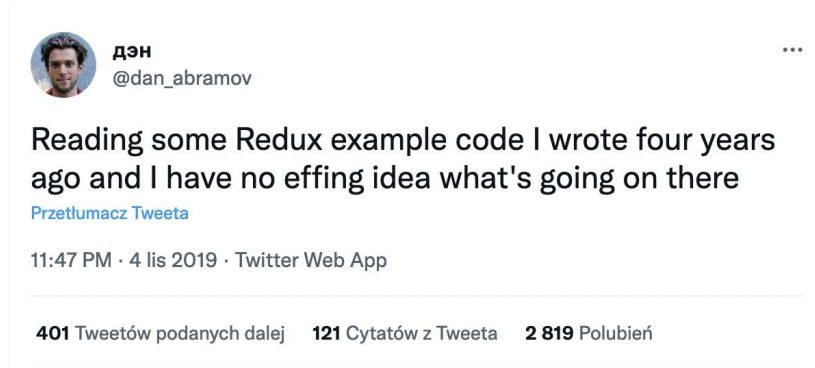 дэн
@dan_abramov
Reading some Redux example code I wrote four years
ago and I have no effing idea what's going on there
Przetłumacz Tweeta
11:47 PM · 4 lis 2019 · Twitter Web App
401 Tweetów podanych dalej 121 Cytatów z Tweeta 2 819 Polubień